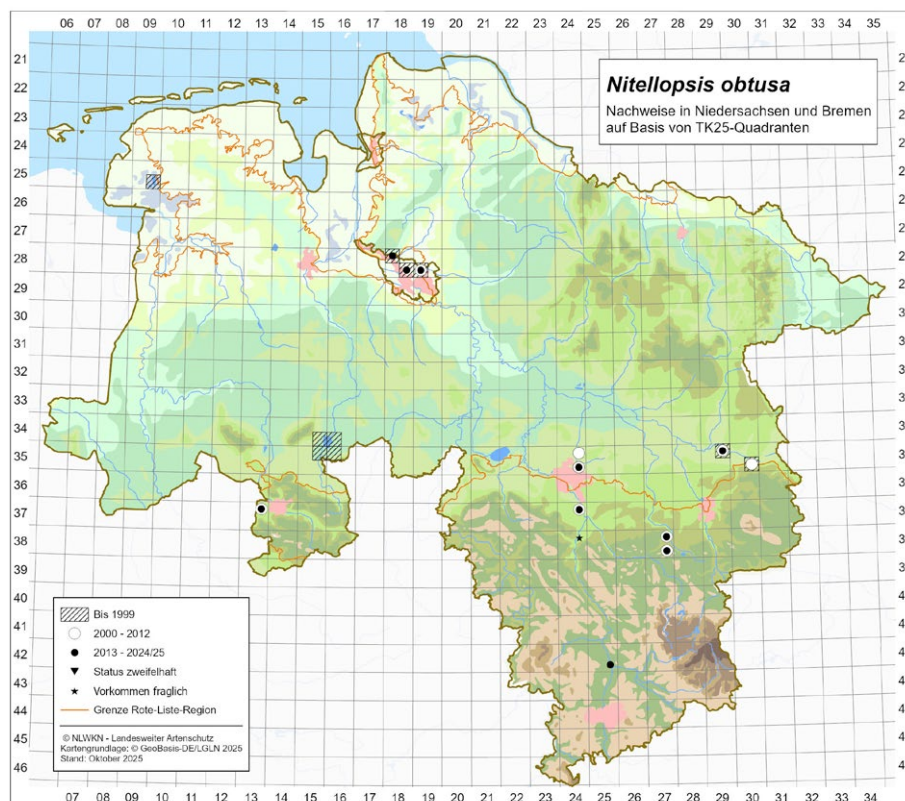 06 07 08 09 10 11 12 13 14 15 16 17 18 19 20 21 22 23 24 25 26 27 28 29 30 31 32 33 34 35
Nitellopsis obtusa
Nachweise in Niedersachsen und Bremen
auf Basis von TK25-Quadranten
21
22
23
24
25
26
27
28
29
30
31
32
33
34
35
36
37
38
39
40
41
42
43
44
45
46
Bis 1999
2000 - 2012
2013 - 2024/25
Status zweifelhaft
Vorkommen fraglich
Grenze Rote-Liste-Region
© NLWKN - Landesweiter Artenschutz
Kartengrundlage: © GeoBasis-DE/LGLN 2025
Stand: Oktober 2025
07 08 09 10 11 12 13 14 15 16 17 18 19 20 21 22 23 24 25 26 27 28 29 30 31 32 33 34 35